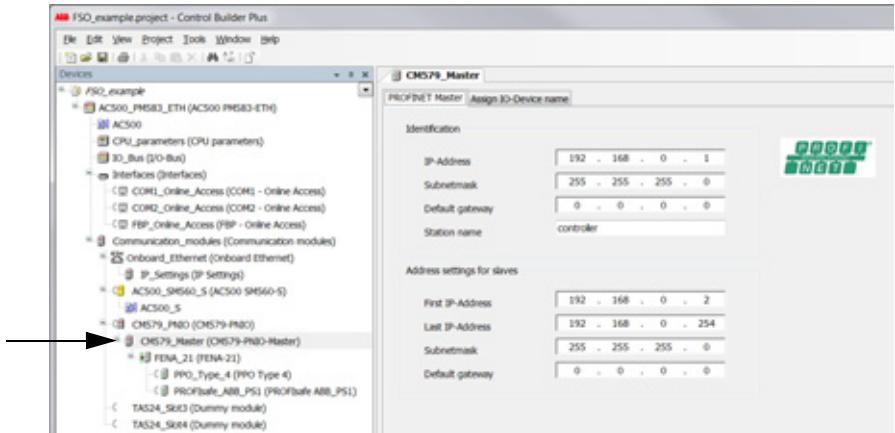 ABB FSO_example.project - Control Builder Plus
File Edit View Project Tools Window Help
Devices
FSO_example
AC500_PM583_ETH (AC500 PM583-ETH)
AC500
CPU_parameters (CPU parameters)
IO_Bus (I/O-Bus)
Interfaces (Interfaces)
COM1_Online_Access (COM1 - Online Access)
COM2_Online_Access (COM2 - Online Access)
FBP_Online_Access (FBP - Online Access)
Communication_modules (Communication modules)
Onboard_Ethernet (Onboard Ethernet)
IP_Settings (IP Settings)
AC500_SM560_S (AC500 SM560-S)
AC500_S
CM579_PNIO (CM579-PNIO)
CM579_Master (CM579-PNIO-Master)
FENA_21 (FENA-21)
PPO_Type_4 (PPO Type 4)
PROFIsafe_ABB_PS1 (PROFIsafe ABB_PS1)
TAS24_Slot3 (Dummy module)
TAS24_Slot4 (Dummy module)
CM579_Master
PROFINET Master Assign IO-Device name
Identification
IP-Address 192 . 168 . 0 . 1
Subnetmask 255 . 255 . 255 . 0
Default gateway 0 . 0 . 0 . 0
Station name controller
PROFI
NET
Address settings for slaves
First IP-Address 192 . 168 . 0 . 2
Last IP-Address 192 . 168 . 0 . 254
Subnetmask 255 . 255 . 255 . 0
Default gateway 0 . 0 . 0 . 0